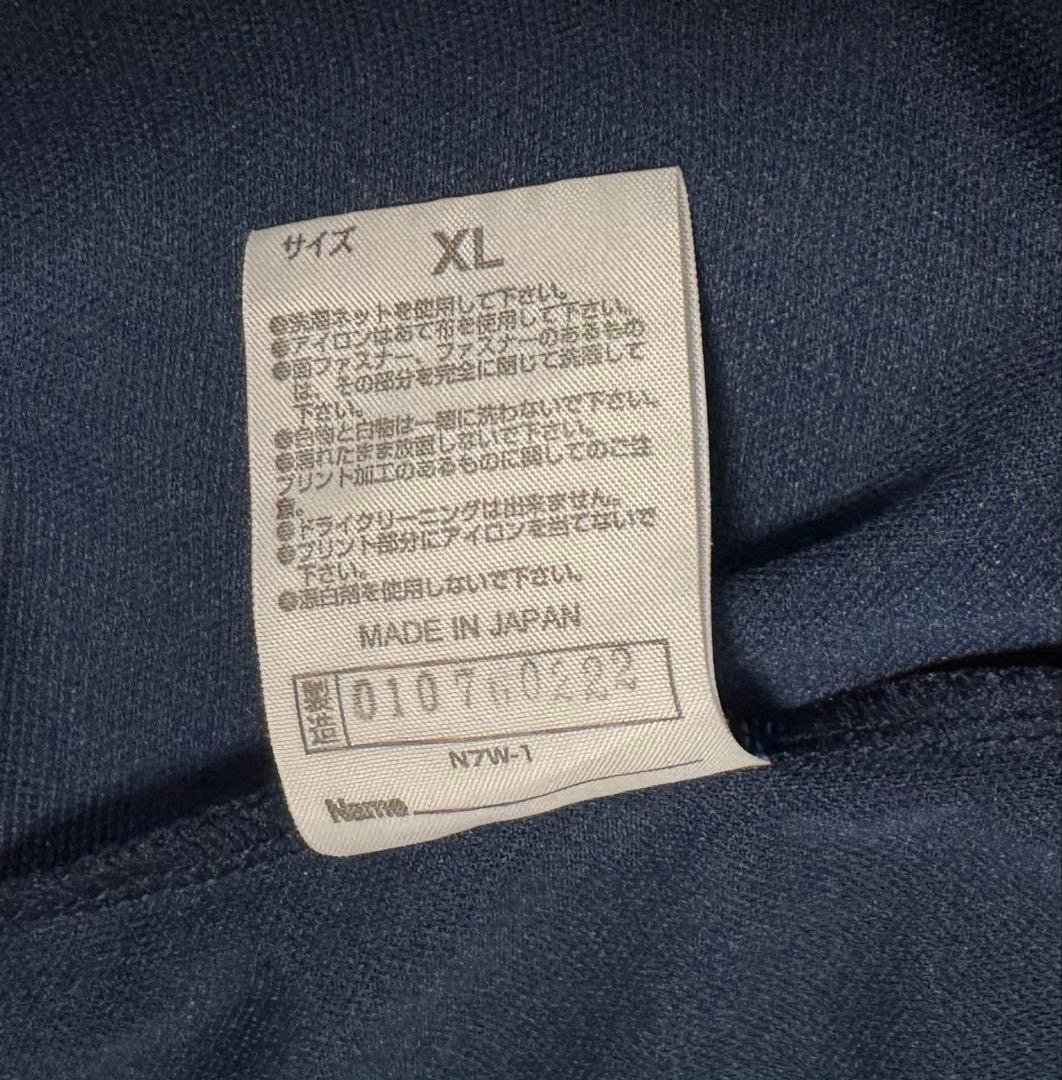 サイズ XL
●洗濯ネットを使用して下さい。
●アイロンはあて布を使用して下さい。
●面ファスナー、ファスナーのある物の
は、その部分を完全に閉じて洗濯して
下さい。
●色物と白物は一緒に洗わないで下さい。
●濡れたまま放置しないで下さい。
プリント加工のあるものに関してのご注
意。
●ドライクリーニングは出来ません。
●プリント部分にアイロンを当てないで
下さい。
●漂白剤を使用しないで下さい。
MADE IN JAPAN
製造 010760222
N7W-1
Name